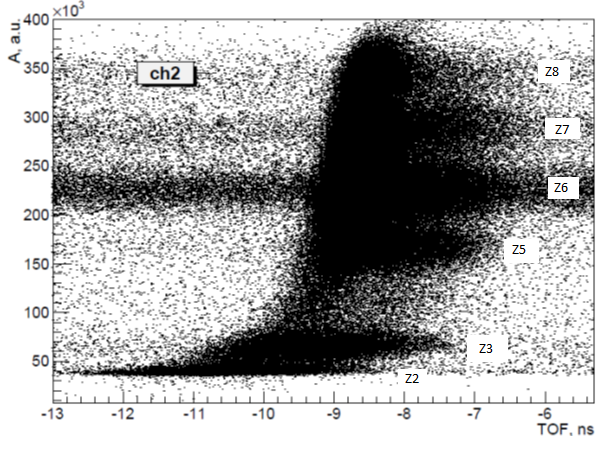 ×10³
400
A, a.u.
350
300
250
200
150
100
50
ch2
Z8
Z7
Z6
Z5
Z3
Z2
-13 -12 -11 -10 -9 -8 -7 -6
TOF, ns